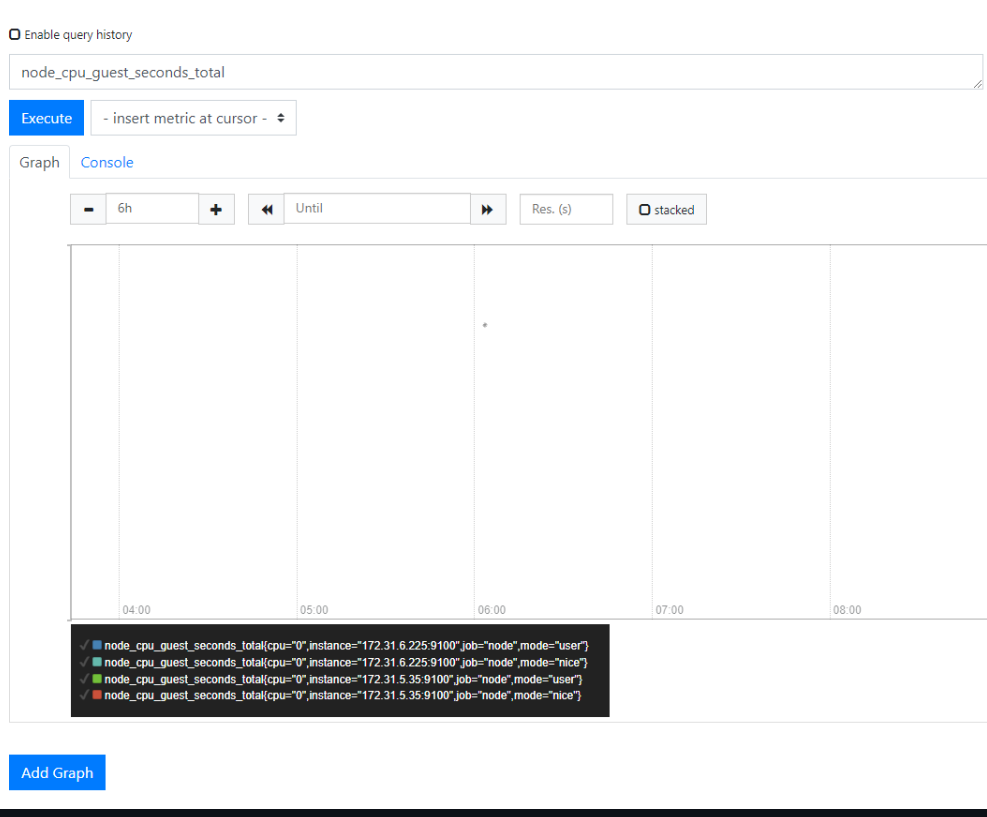 Enable query history
node_cpu_guest_seconds_total
Execute - insert metric at cursor -
Graph Console
6h Until Res. (s) stacked
04:00 05:00 06:00 07:00 08:00
node_cpu_guest_seconds_total{cpu="0",instance="172.31.6.225:9100",job="node",mode="user"}
node_cpu_guest_seconds_total{cpu="0",instance="172.31.6.225:9100",job="node",mode="nice"}
node_cpu_guest_seconds_total{cpu="0",instance="172.31.5.35:9100",job="node",mode="user"}
node_cpu_guest_seconds_total{cpu="0",instance="172.31.5.35:9100",job="node",mode="nice"}
Add Graph